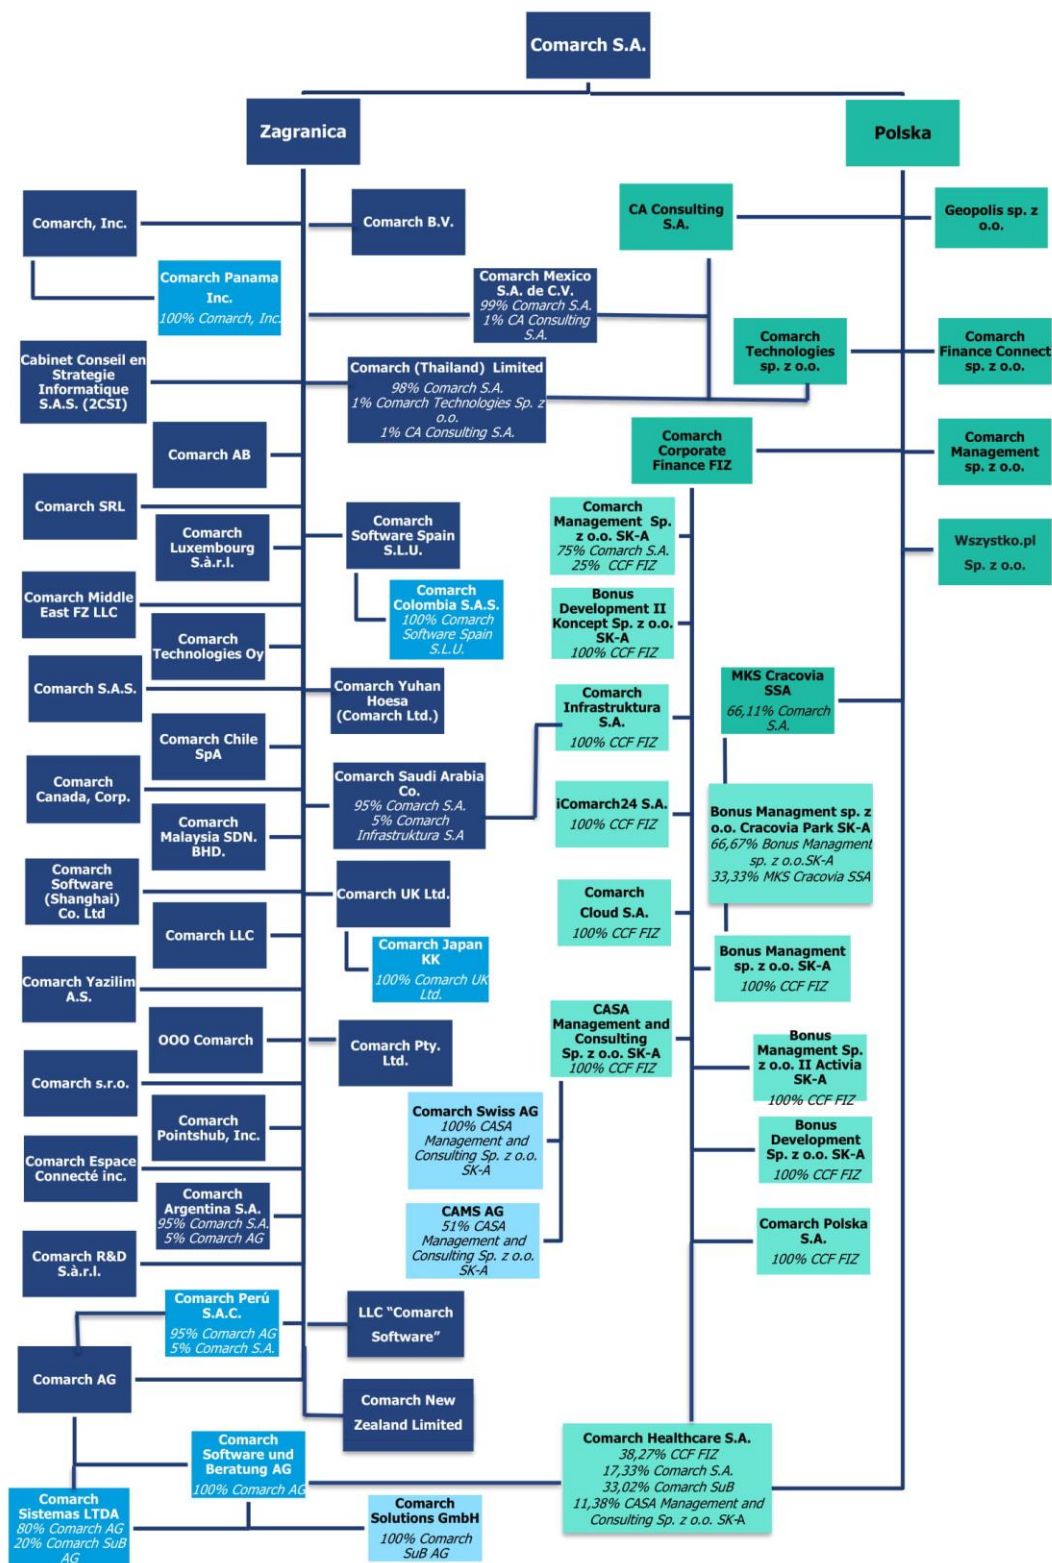 Comarch S.A.
Zagranica
Polska
Comarch, Inc.
Comarch B.V.
CA Consulting
S.A.
Geopolis sp. z
o.o.
Comarch Panama
Inc.
100% Comarch, Inc.
Comarch Mexico
S.A. de C.V.
99% Comarch S.A.
1% CA Consulting
S.A.
Comarch
Technologies
sp. z o.o.
Comarch
Finance Connect
sp. z o.o.
Cabinet Conseil en
Strategie
Informatique
S.A.S. (2CSI)
Comarch (Thailand) Limited
98% Comarch S.A.
1% Comarch Technologies Sp. z
o.o.
1% CA Consulting S.A.
Comarch
Corporate
Finance FIZ
Comarch
Management
sp. z o.o.
Comarch AB
Comarch SRL
Comarch
Luxembourg
S.à.r.l.
Comarch
Software Spain
S.L.U.
Comarch
Management Sp.
z o.o. SK-A
75% Comarch S.A.
25% CCF FIZ
Wszystko.pl
Sp. z o.o.
Comarch Middle
East FZ LLC
Comarch
Colombia S.A.S.
100% Comarch
Software Spain
S.L.U.
Bonus
Development II
Koncept Sp. z o.o.
SK-A
100% CCF FIZ
Comarch
Technologies Oy
Comarch S.A.S.
Comarch Yuhan
Hoesa
(Comarch Ltd.)
Comarch
Infrastruktura
S.A.
100% CCF FIZ
MKS Cracovia
SSA
66,11% Comarch
S.A.
Comarch Chile
SpA
Comarch
Canada, Corp.
Comarch Saudi Arabia
Co.
95% Comarch S.A.
5% Comarch
Infrastruktura S.A
iComarch24 S.A.
100% CCF FIZ
Bonus Managment sp. z
o.o. Cracovia Park SK-A
66,67% Bonus Managment
sp. z o.o.SK-A
33,33% MKS Cracovia SSA
Comarch
Malaysia SDN.
BHD.
Comarch
Software
(Shanghai)
Co. Ltd
Comarch UK Ltd.
Comarch
Cloud S.A.
100% CCF FIZ
Comarch LLC
Comarch Japan
KK
100% Comarch UK
Ltd.
Bonus Managment
sp. z o.o. SK-A
100% CCF FIZ
Comarch Yazilim
A.S.
OOO Comarch
Comarch Pty.
Ltd.
CASA
Management and
Consulting
Sp. z o.o. SK-A
100% CCF FIZ
Bonus
Managment Sp.
z o.o. II Activia
SK-A
100% CCF FIZ
Comarch s.r.o.
Comarch
Pointshub, Inc.
Comarch Swiss AG
100% CASA
Management and
Consulting Sp. z o.o.
SK-A
Bonus
Development
Sp. z o.o. SK-A
100% CCF FIZ
Comarch Espace
Connecté inc.
Comarch
Argentina S.A.
95% Comarch S.A.
5% Comarch AG
CAMS AG
51% CASA
Management and
Consulting Sp. z o.o.
SK-A
Comarch Polska
S.A.
100% CCF FIZ
Comarch R&D
S.à.r.l.
Comarch Perú
S.A.C.
95% Comarch AG
5% Comarch S.A.
LLC “Comarch
Software”
Comarch AG
Comarch New
Zealand Limited
Comarch
Software und
Beratung AG
100% Comarch AG
Comarch Healthcare S.A.
38,27% CCF FIZ
17,33% Comarch S.A.
33,02% Comarch SuB
11,38% CASA Management and
Consulting Sp. z o.o. SK-A
Comarch
Sistemas LTDA
80% Comarch AG
20% Comarch SuB
AG
Comarch
Solutions GmbH
100% Comarch
SuB AG